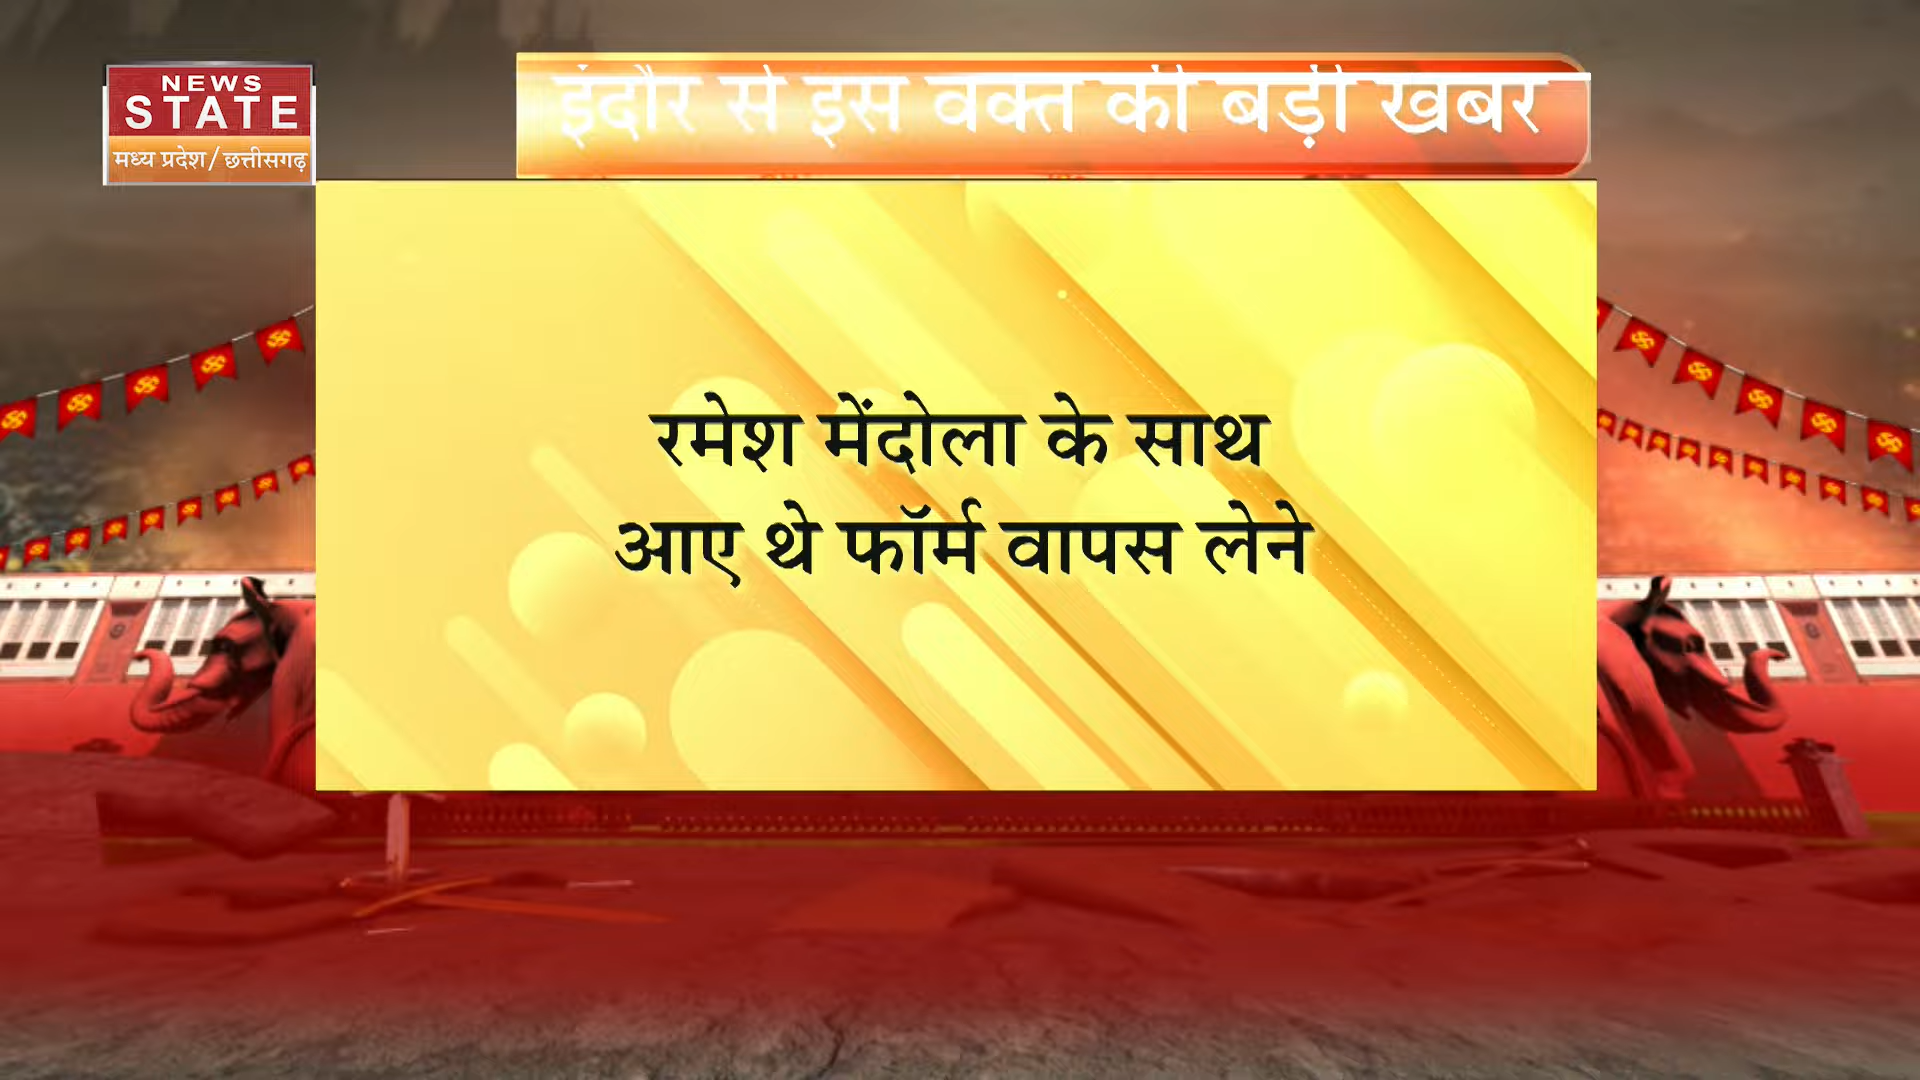 NEWS
STATE
मध्य प्रदेश/छत्तीसगढ़
इंदौर से इस वक्त की बड़ी खबर
रमेश मेंदोला के साथ
आए थे फॉर्म वापस लेने